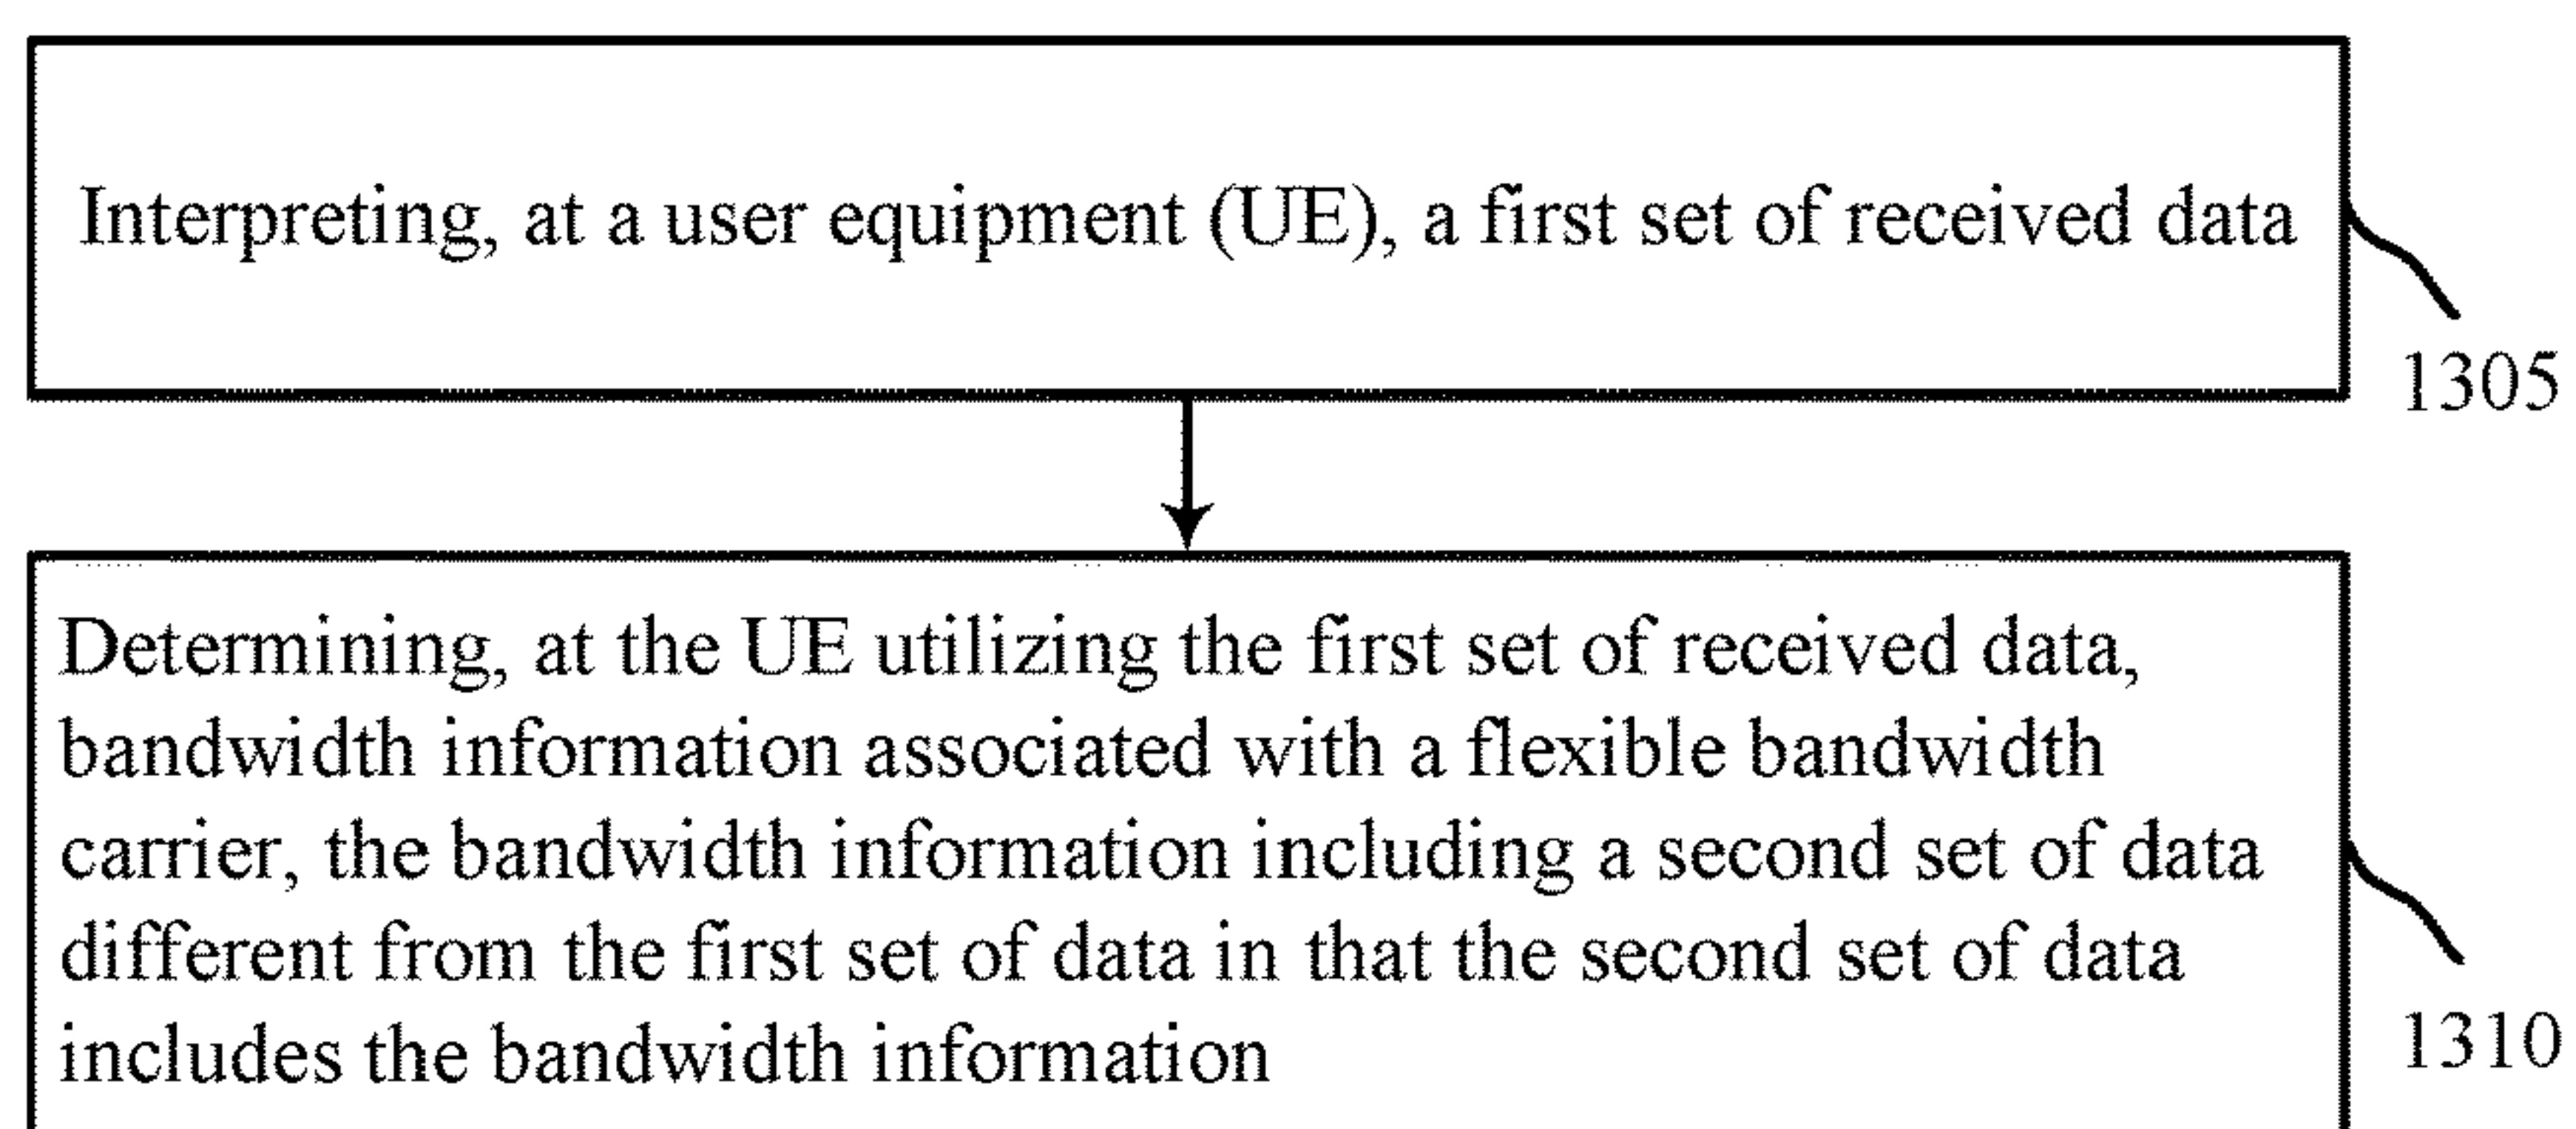 Interpreting, at a user equipment (UE), a first set of received data
1305
Determining, at the UE utilizing the first set of received data,
bandwidth information associated with a flexible bandwidth
carrier, the bandwidth information including a second set of data
different from the first set of data in that the second set of data
includes the bandwidth information
1310